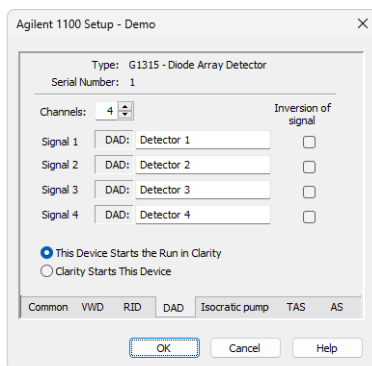 Agilent 1100 Setup - Demo
Type: G1315 - Diode Array Detector
Serial Number: 1
Channels: 4
Inversion of
signal
Signal 1 DAD: Detector 1
Signal 2 DAD: Detector 2
Signal 3 DAD: Detector 3
Signal 4 DAD: Detector 4
This Device Starts the Run in Clarity
Clarity Starts This Device
Common VWD RID DAD Isocratic pump TAS AS
OK Cancel Help